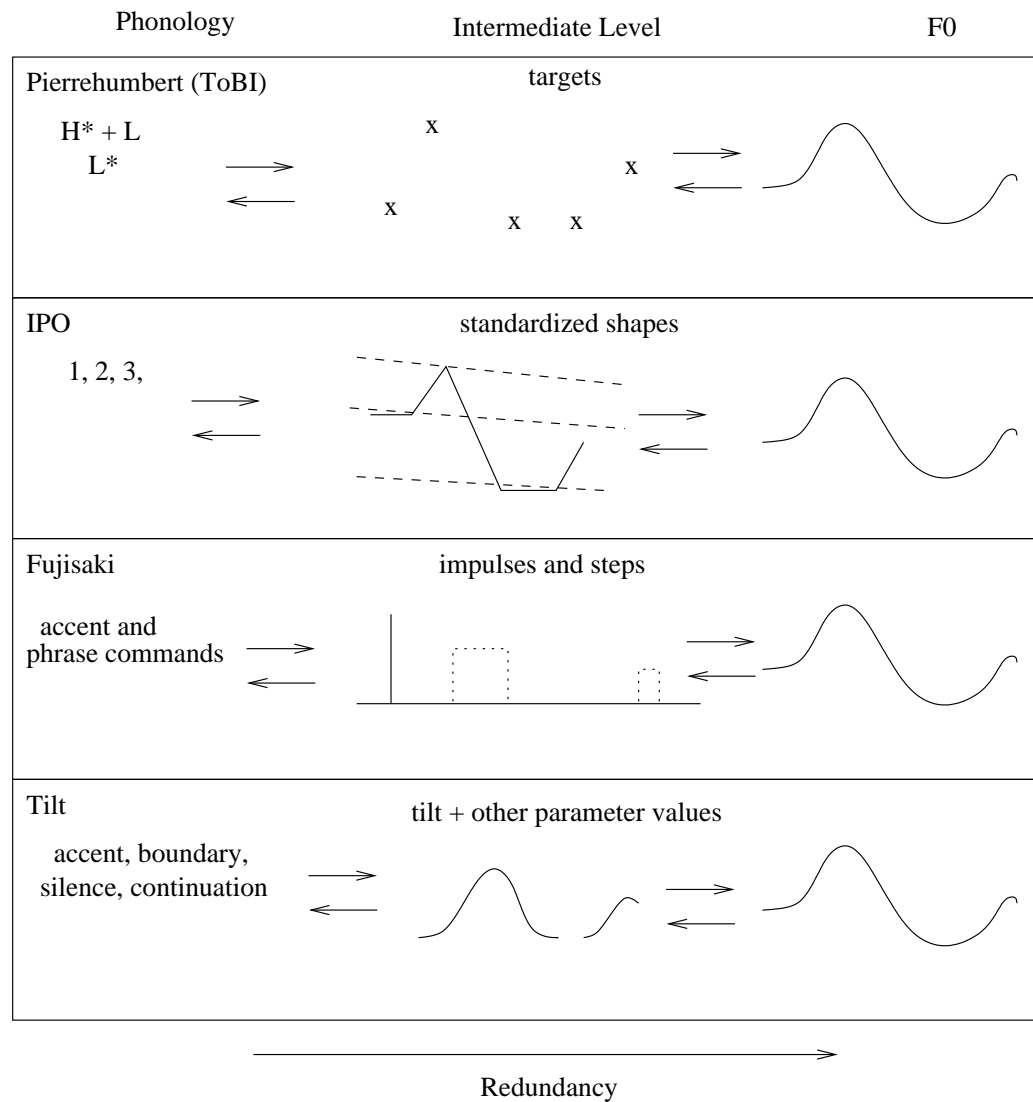 Phonology Intermediate Level F0
Pierrehumbert (ToBI) targets
H* + L
L*
x
x
x
x
x
IPO standardized shapes
1, 2, 3,
Fujisaki impulses and steps
accent and
phrase commands
Tilt tilt + other parameter values
accent, boundary,
silence, continuation
Redundancy